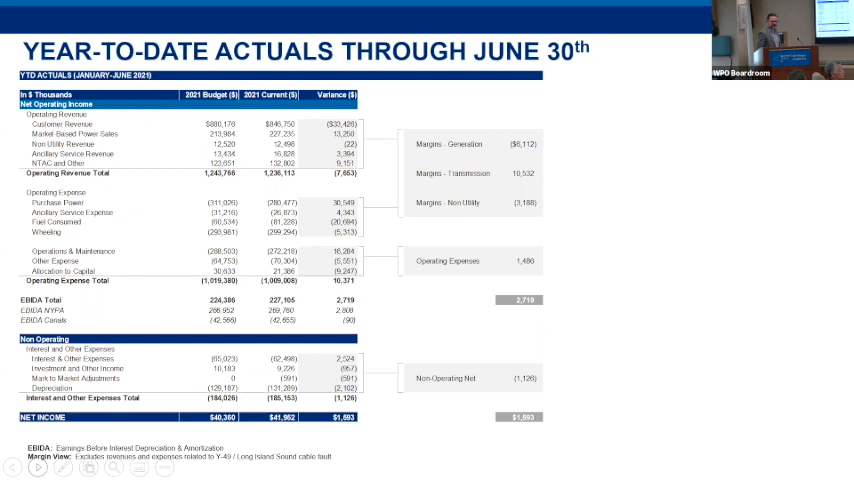 YEAR-TO-DATE ACTUALS THROUGH JUNE 30th
WPO Boardroom
YTD ACTUALS (JANUARY-JUNE 2021)
In $ Thousands 2021 Budget ($) 2021 Current ($) Variance ($)
Net Operating Income
Operating Revenue
Customer Revenue $880,176 $846,750 ($33,426)
Market-Based Power Sales 213,984 227,235 13,250
Non Utility Revenue 12,520 12,498 (22)
Margins - Generation ($6,112)
Ancillary Service Revenue 13,434 16,828 3,394
NTAC and Other 123,651 132,802 9,151
Operating Revenue Total 1,243,766 1,236,113 (7,653)
Margins - Transmission 10,532
Operating Expense
Purchase Power (311,026) (280,477) 30,549
Margins - Non Utility (3,188)
Ancillary Service Expense (31,216) (26,873) 4,343
Fuel Consumed (60,534) (81,228) (20,694)
Wheeling (293,981) (299,294) (5,313)
Operations & Maintenance (288,503) (272,218) 16,284
Other Expense (64,753) (70,304) (5,551)
Operating Expenses 1,486
Allocation to Capital 30,633 21,386 (9,247)
Operating Expense Total (1,019,380) (1,009,008) 10,371
EBIDA Total 224,386 227,105 2,719
2,719
EBIDA NYPA 266,952 269,760 2,808
EBIDA Canals (42,566) (42,655) (90)
Non Operating
Interest and Other Expenses
Interest & Other Expenses (65,023) (62,498) 2,524
Investment and Other Income 10,183 9,226 (957)
Mark to Market Adjustments 0 (591) (591)
Non-Operating Net (1,126)
Depreciation (129,187) (131,289) (2,102)
Interest and Other Expenses Total (184,026) (185,153) (1,126)
NET INCOME $40,360 $41,952 $1,593
$1,593
EBIDA: Earnings Before Interest Depreciation & Amortization
Margin View: Excludes revenues and expenses related to Y-49 / Long Island Sound cable fault